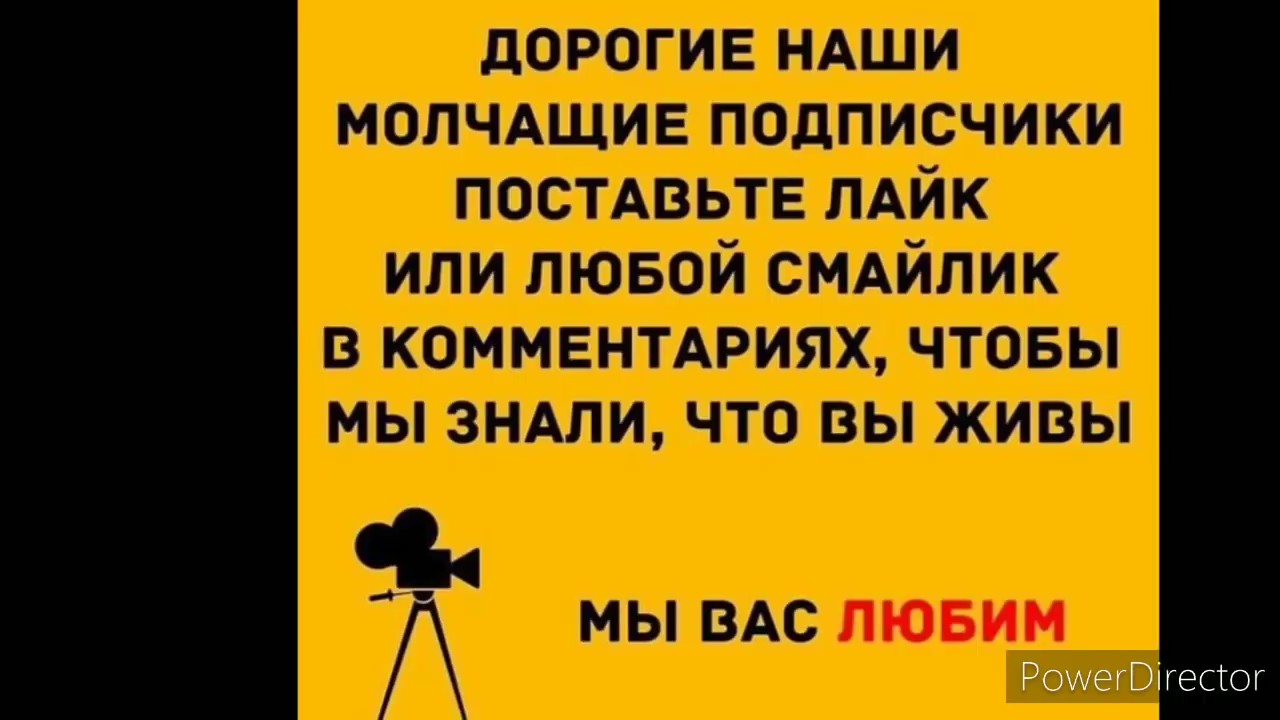 ДОРОГИЕ НАШИ
МОЛЧАЩИЕ ПОДПИСЧИКИ
ПОСТАВЬТЕ ЛАЙК
ИЛИ ЛЮБОЙ СМАЙЛИК
В КОММЕНТАРИЯХ, ЧТОБЫ
МЫ ЗНАЛИ, ЧТО ВЫ ЖИВЫ
МЫ ВАС ЛЮБИМ
PowerDirector